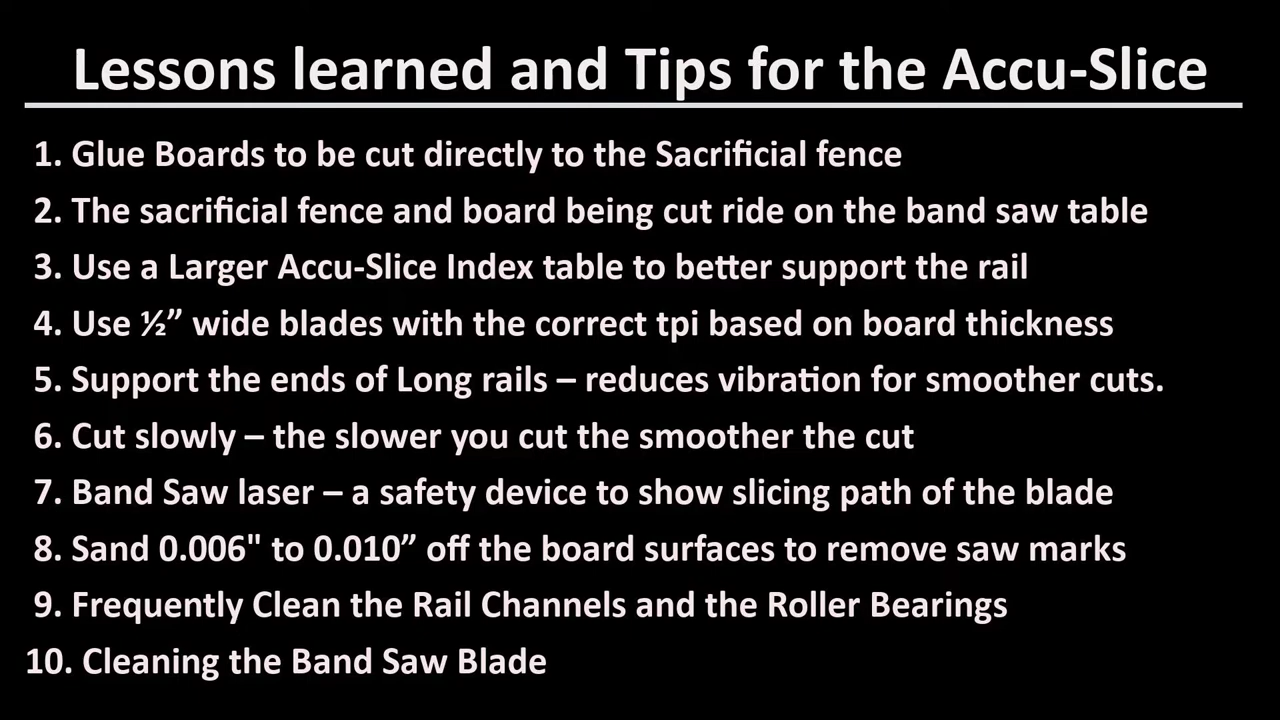 Lessons learned and Tips for the Accu-Slice
1. Glue Boards to be cut directly to the Sacrificial fence
2. The sacrificial fence and board being cut ride on the band saw table
3. Use a Larger Accu-Slice Index table to better support the rail
4. Use ½” wide blades with the correct tpi based on board thickness
5. Support the ends of Long rails – reduces vibration for smoother cuts.
6. Cut slowly – the slower you cut the smoother the cut
7. Band Saw laser – a safety device to show slicing path of the blade
8. Sand 0.006" to 0.010” off the board surfaces to remove saw marks
9. Frequently Clean the Rail Channels and the Roller Bearings
10. Cleaning the Band Saw Blade